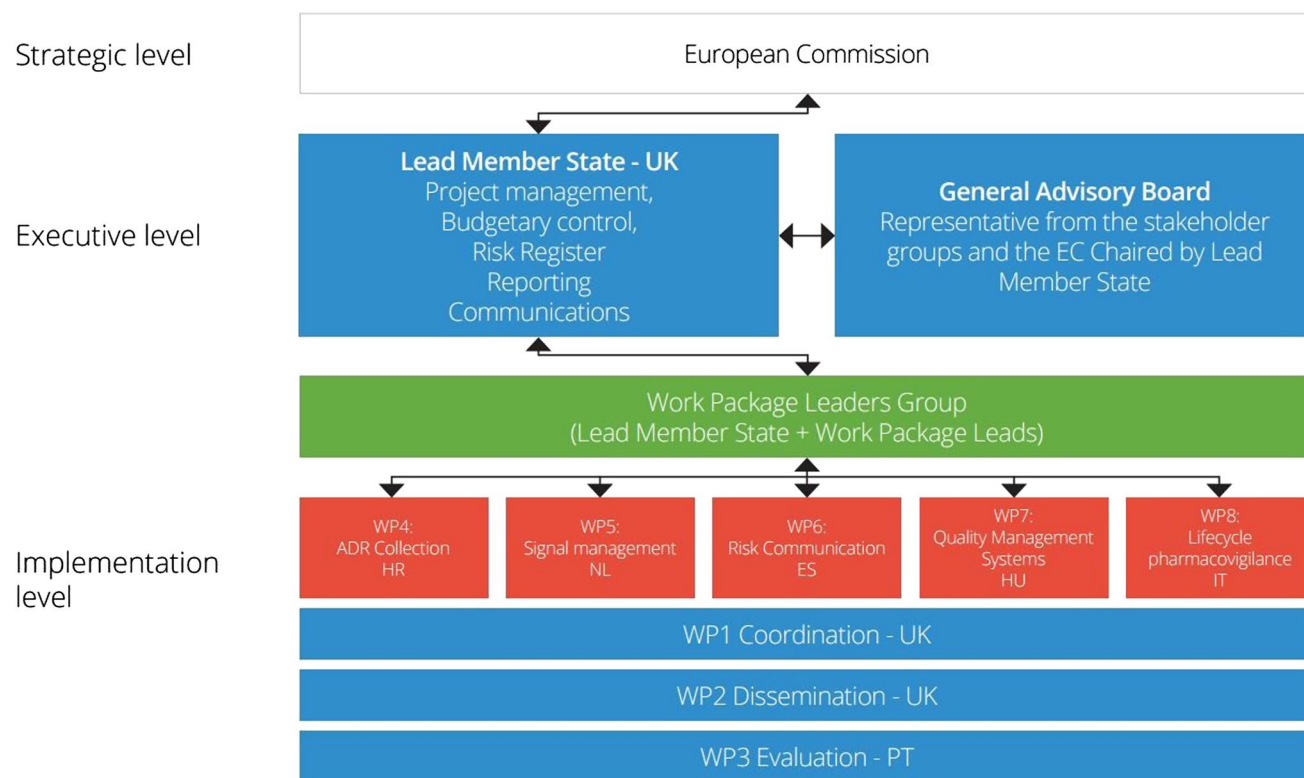 Strategic level
European Commission
Executive level
Lead Member State - UK
Project management,
Budgetary control,
Risk Register
Reporting
Communications
General Advisory Board
Representative from the stakeholder
groups and the EC Chaired by Lead
Member State
Work Package Leaders Group
(Lead Member State + Work Package Leads)
Implementation
level
WP4:
ADR Collection
HR
WP5:
Signal management
NL
WP6:
Risk Communication
ES
WP7:
Quality Management
Systems
HU
WP8:
Lifecycle
pharmacovigilance
IT
WP1 Coordination - UK
WP2 Dissemination - UK
WP3 Evaluation - PT